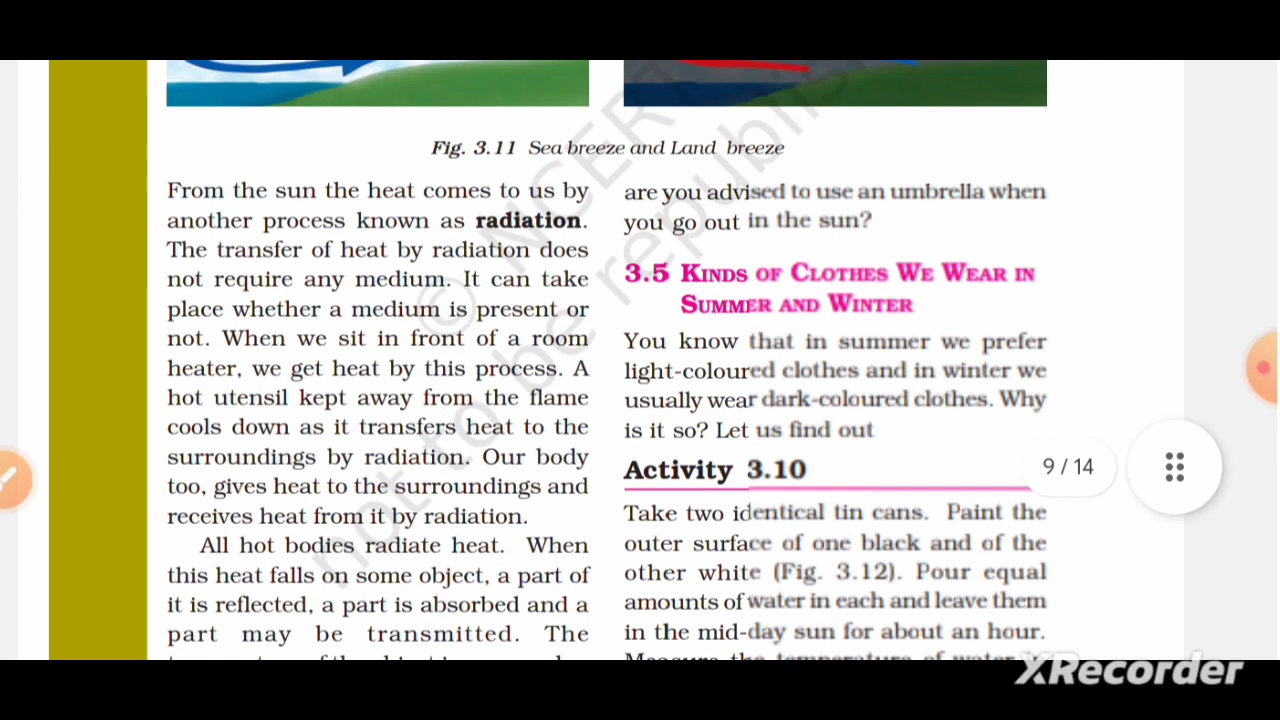 Fig. 3.11 Sea breeze and Land breeze
From the sun the heat comes to us by
another process known as radiation.
The transfer of heat by radiation does
not require any medium. It can take
place whether a medium is present or
not. When we sit in front of a room
heater, we get heat by this process. A
hot utensil kept away from the flame
cools down as it transfers heat to the
surroundings by radiation. Our body
too, gives heat to the surroundings and
receives heat from it by radiation.
All hot bodies radiate heat. When
this heat falls on some object, a part of
it is reflected, a part is absorbed and a
part may be transmitted. The
are you advised to use an umbrella when
you go out in the sun?
3.5 KINDS OF CLOTHES WE WEAR IN
SUMMER AND WINTER
You know that in summer we prefer
light-coloured clothes and in winter we
usually wear dark-coloured clothes. Why
is it so? Let us find out
Activity 3.10
Take two identical tin cans. Paint the
outer surface of one black and of the
other white (Fig. 3.12). Pour equal
amounts of water in each and leave them
in the mid-day sun for about an hour.
Measure the temperature of water
9 / 14
© NCERT
not to be republi
XRecorder